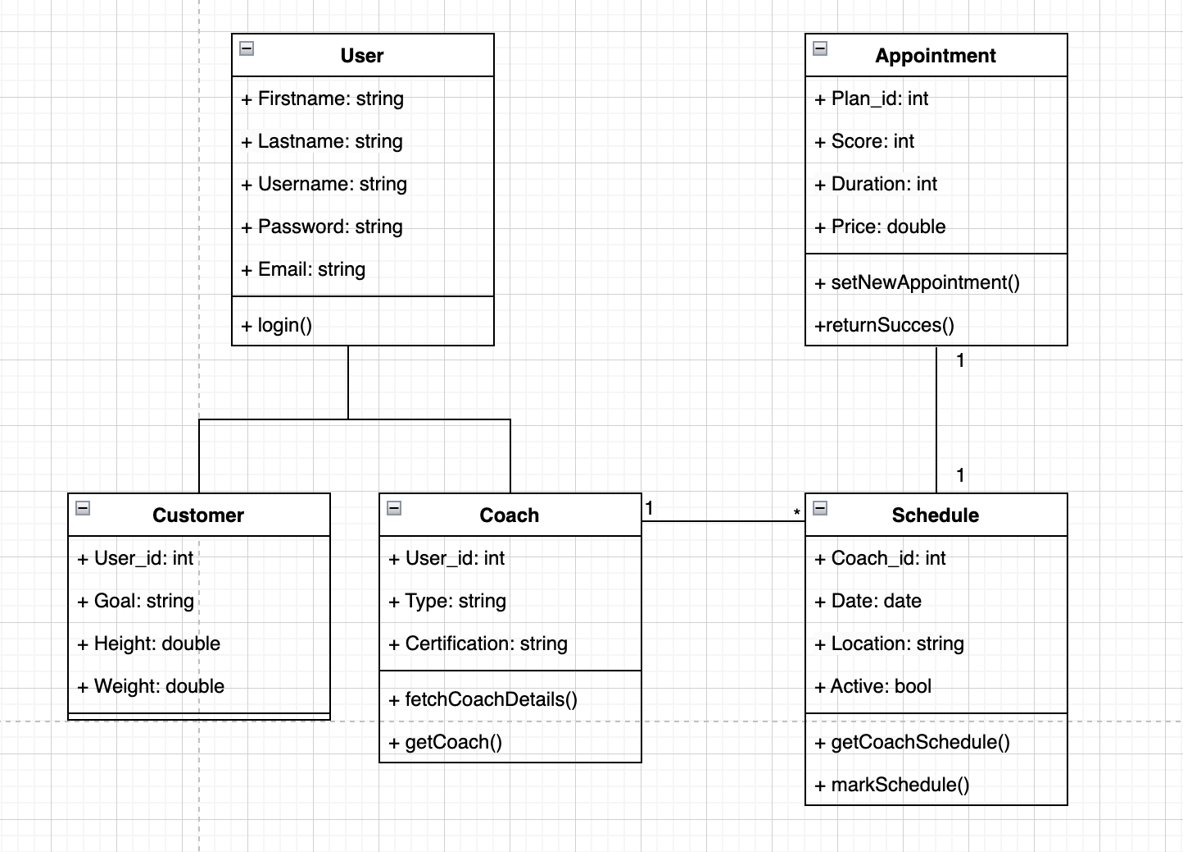 User
+ Firstname: string
+ Lastname: string
+ Username: string
+ Password: string
+ Email: string
+ login()
Appointment
+ Plan_id: int
+ Score: int
+ Duration: int
+ Price: double
+ setNewAppointment()
+returnSucces()
1
1
Customer
+ User_id: int
+ Goal: string
+ Height: double
+ Weight: double
Coach
+ User_id: int
+ Type: string
+ Certification: string
+ fetchCoachDetails()
+ getCoach()
1
*
Schedule
+ Coach_id: int
+ Date: date
+ Location: string
+ Active: bool
+ getCoachSchedule()
+ markSchedule()